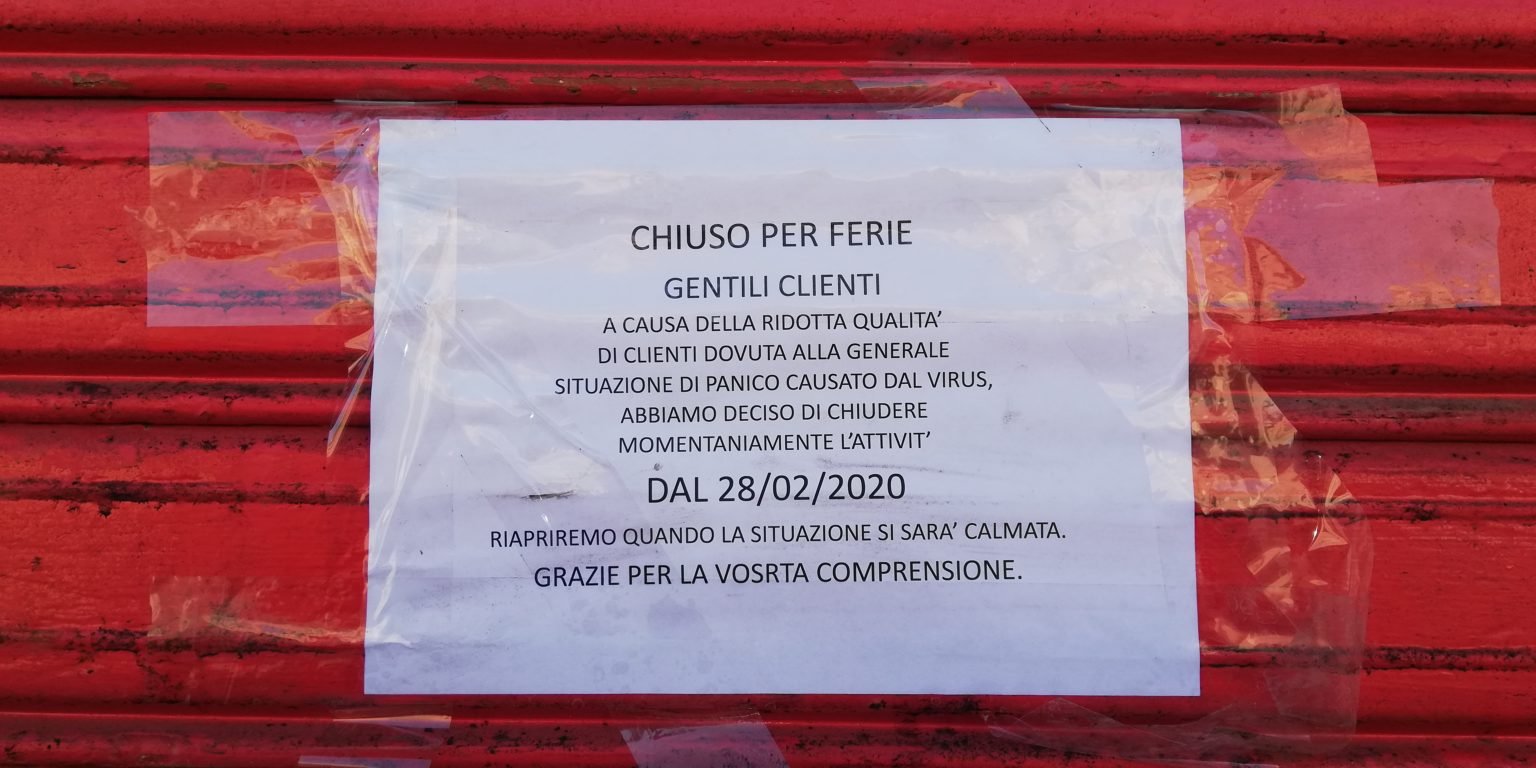 CHIUSO PER FERIE
GENTILI CLIENTI
A CAUSA DELLA RIDOTTA QUALITA’
DI CLIENTI DOVUTA ALLA GENERALE
SITUAZIONE DI PANICO CAUSATO DAL VIRUS,
ABBIAMO DECISO DI CHIUDERE
MOMENTANIAMENTE L’ATTIVIT’
DAL 28/02/2020
RIAPRIREMO QUANDO LA SITUAZIONE SI SARA’ CALMATA.
GRAZIE PER LA VOSRTA COMPRENSIONE.